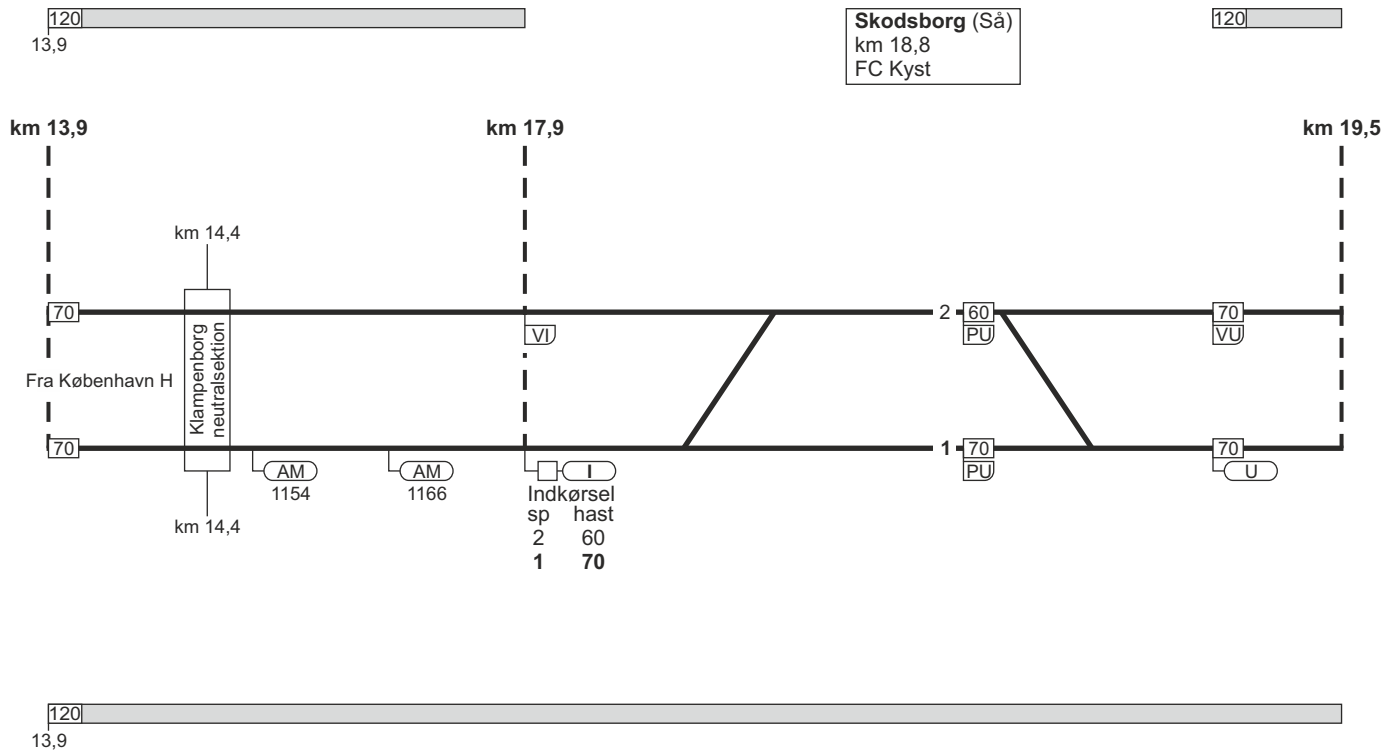 120
13,9
Skodsborg (Så)
km 18,8
FC Kyst
120
km 13,9
km 17,9
km 19,5
km 14,4
70
VI
2
60
PU
70
VU
Fra København H
Klampenborg
neutralsektion
70
AM
1154
AM
1166
I
Indkørsel
sp hast
2 60
1 70
1
70
PU
70
U
km 14,4
120
13,9